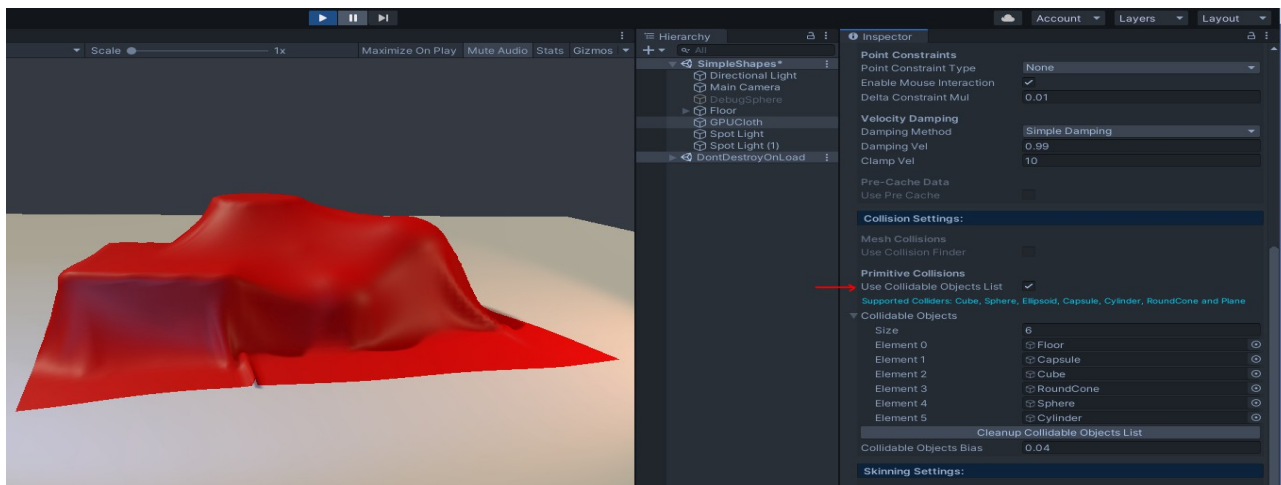 Account Layers Layout
Scale 1x Maximize On Play Mute Audio Stats Gizmos
Hierarchy
All
SimpleShapes*
Directional Light
Main Camera
DebugSphere
Floor
GPUCloth
Spot Light
Spot Light (1)
DontDestroyOnLoad
Inspector
Point Constraints
Point Constraint Type None
Enable Mouse Interaction
Delta Constraint Mul 0.01
Velocity Damping
Damping Method Simple Damping
Damping Vel 0.99
Clamp Vel 10
Pre-Cache Data
Use Pre Cache
Collision Settings:
Mesh Collisions
Use Collision Finder
Primitive Collisions
Use Collidable Objects List
Supported Colliders: Cube, Sphere, Ellipsoid, Capsule, Cylinder, RoundCone and Plane
Collidable Objects
Size 6
Element 0 Floor
Element 1 Capsule
Element 2 Cube
Element 3 RoundCone
Element 4 Sphere
Element 5 Cylinder
Cleanup Collidable Objects List
Collidable Objects Bias 0.04
Skinning Settings: